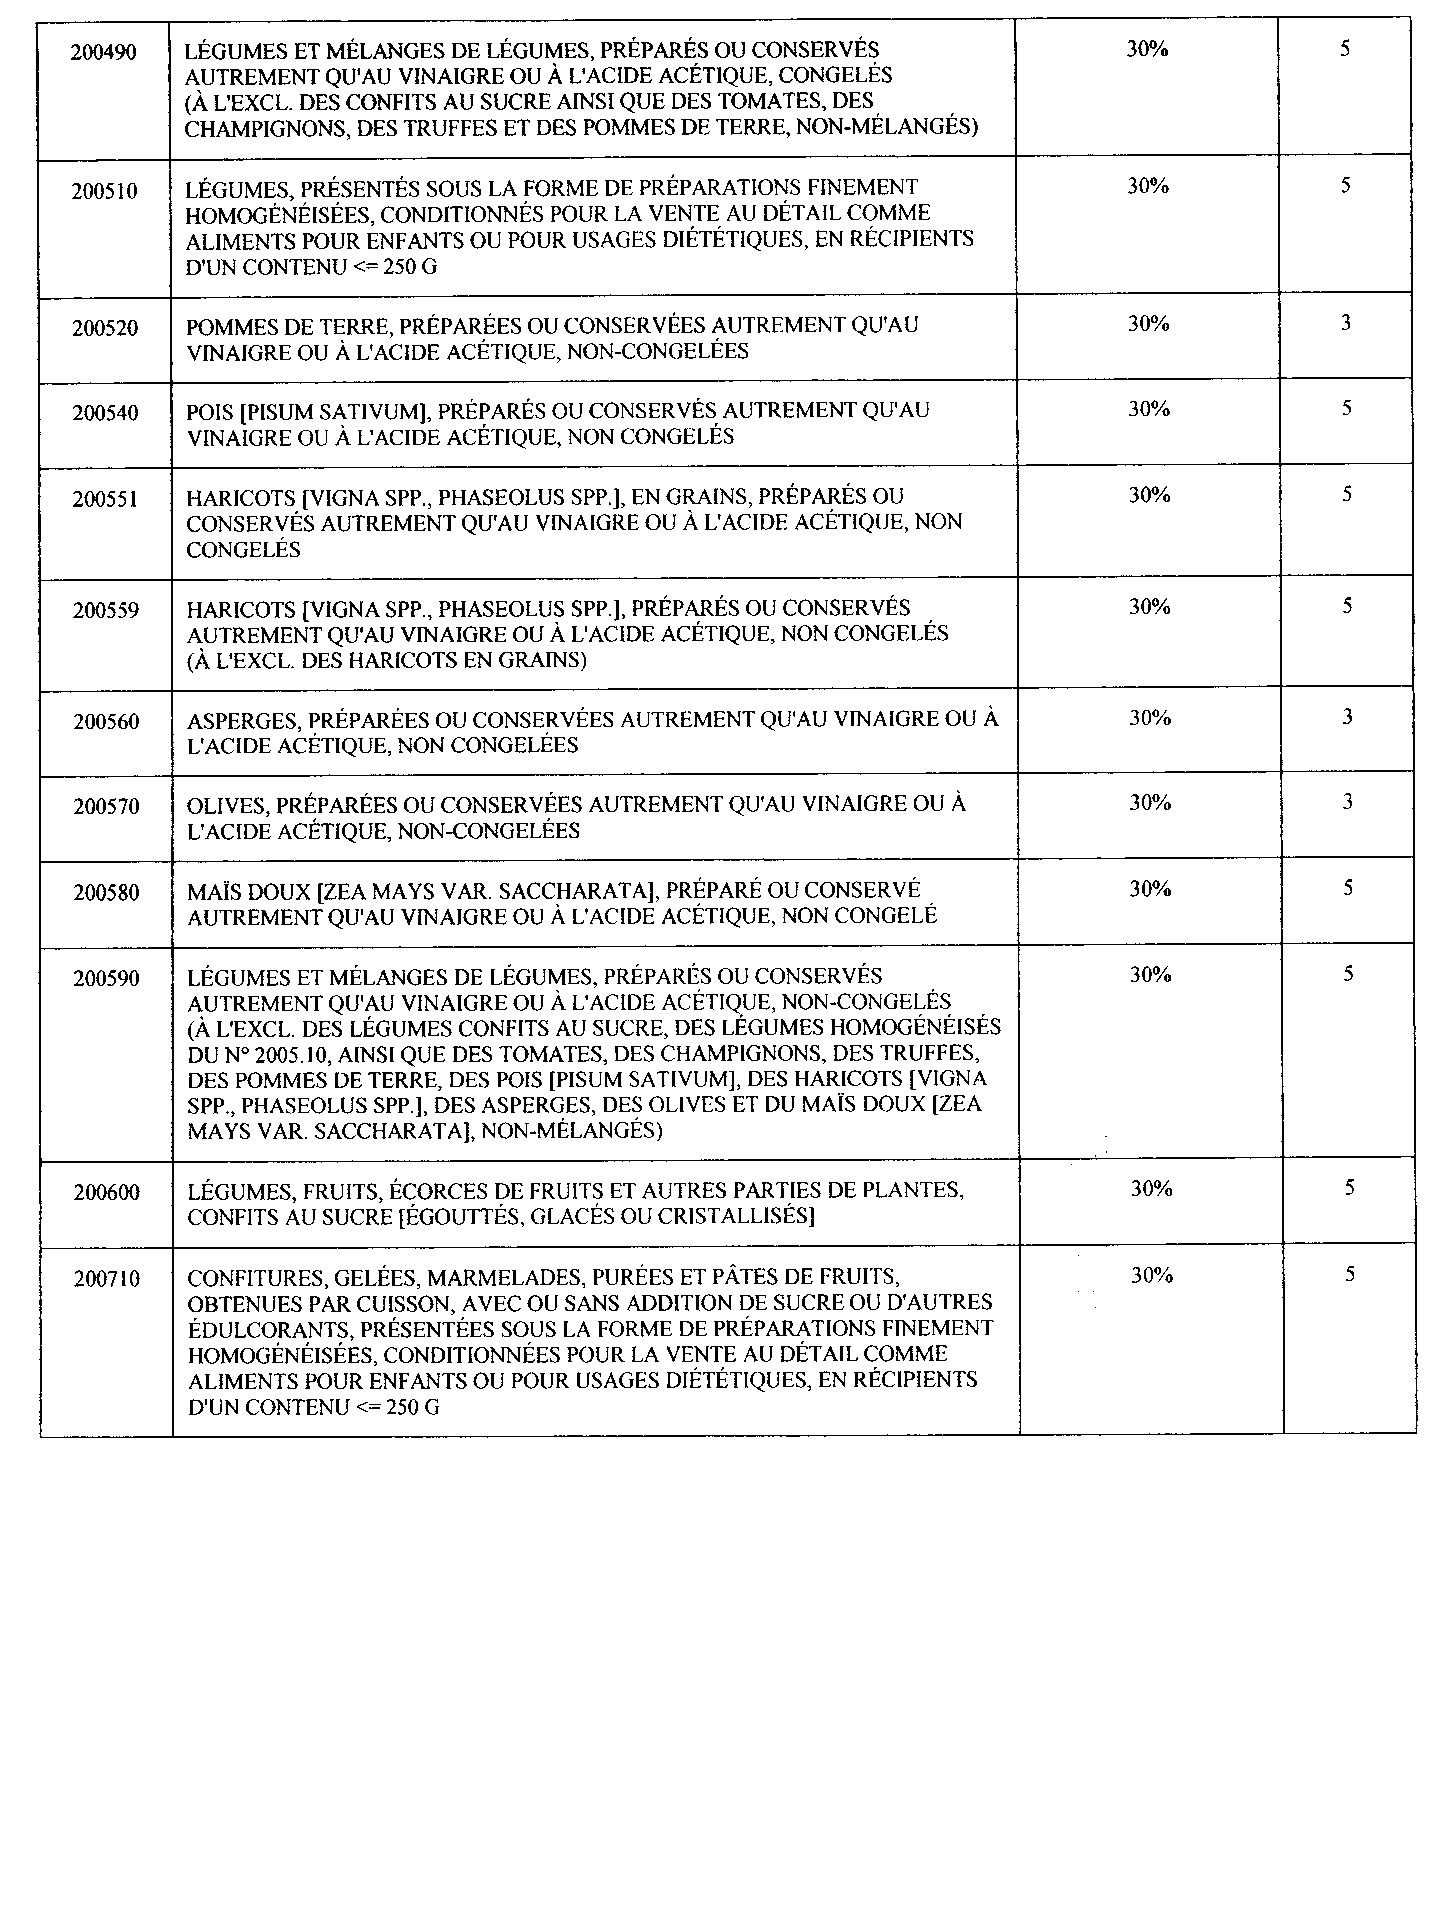 200490 LÉGUMES ET MÉLANGES DE LÉGUMES, PRÉPARÉS OU CONSERVÉS 30% 5
AUTREMENT QU'AU VINAIGRE OU À L'ACIDE ACÉTIQUE, CONGELÉS
(À L'EXCL. DES CONFITS AU SUCRE AINSI QUE DES TOMATES, DES
CHAMPIGNONS, DES TRUFFES ET DES POMMES DE TERRE, NON-MÉLANGÉS)
200510 LÉGUMES, PRÉSENTÉS SOUS LA FORME DE PRÉPARATIONS FINEMENT 30% 5
HOMOGÉNÉISÉES, CONDITIONNÉS POUR LA VENTE AU DÉTAIL COMME
ALIMENTS POUR ENFANTS OU POUR USAGES DIÉTÉTIQUES, EN RÉCIPIENTS
D'UN CONTENU <= 250 G
200520 POMMES DE TERRE, PRÉPARÉES OU CONSERVÉES AUTREMENT QU'AU 30% 3
VINAIGRE OU À L'ACIDE ACÉTIQUE, NON-CONGELÉES
200540 POIS [PISUM SATIVUM], PRÉPARÉS OU CONSERVÉS AUTREMENT QU'AU 30% 5
VINAIGRE OU À L'ACIDE ACÉTIQUE, NON CONGELÉS
200551 HARICOTS [VIGNA SPP., PHASEOLUS SPP.], EN GRAINS, PRÉPARÉS OU 30% 5
CONSERVÉS AUTREMENT QU'AU VINAIGRE OU À L'ACIDE ACÉTIQUE, NON
CONGELÉS
200559 HARICOTS [VIGNA SPP., PHASEOLUS SPP.], PRÉPARÉS OU CONSERVÉS 30% 5
AUTREMENT QU'AU VINAIGRE OU À L'ACIDE ACÉTIQUE, NON CONGELÉS
(À L'EXCL. DES HARICOTS EN GRAINS)
200560 ASPERGES, PRÉPARÉES OU CONSERVÉES AUTREMENT QU'AU VINAIGRE OU À 30% 3
L'ACIDE ACÉTIQUE, NON CONGELÉES
200570 OLIVES, PRÉPARÉES OU CONSERVÉES AUTREMENT QU'AU VINAIGRE OU À 30% 3
L'ACIDE ACÉTIQUE, NON-CONGELÉES
200580 MAÏS DOUX [ZEA MAYS VAR. SACCHARATA], PRÉPARÉ OU CONSERVÉ 30% 5
AUTREMENT QU'AU VINAIGRE OU À L'ACIDE ACÉTIQUE, NON CONGELÉ
200590 LÉGUMES ET MÉLANGES DE LÉGUMES, PRÉPARÉS OU CONSERVÉS 30% 5
AUTREMENT QU'AU VINAIGRE OU À L'ACIDE ACÉTIQUE, NON-CONGELÉS
(À L'EXCL. DES LÉGUMES CONFITS AU SUCRE, DES LÉGUMES HOMOGÉNÉISÉS
DU N° 2005.10, AINSI QUE DES TOMATES, DES CHAMPIGNONS, DES TRUFFES,
DES POMMES DE TERRE, DES POIS [PISUM SATIVUM], DES HARICOTS [VIGNA
SPP., PHASEOLUS SPP.], DES ASPERGES, DES OLIVES ET DU MAÏS DOUX [ZEA
MAYS VAR. SACCHARATA], NON-MÉLANGÉS)
200600 LÉGUMES, FRUITS, ÉCORCES DE FRUITS ET AUTRES PARTIES DE PLANTES, 30% 5
CONFITS AU SUCRE [ÉGOUTTÉS, GLACÉS OU CRISTALLISÉS]
200710 CONFITURES, GELÉES, MARMELADES, PURÉES ET PÂTES DE FRUITS, 30% 5
OBTENUES PAR CUISSON, AVEC OU SANS ADDITION DE SUCRE OU D'AUTRES
ÉDULCORANTS, PRÉSENTÉES SOUS LA FORME DE PRÉPARATIONS FINEMENT
HOMOGÉNÉISÉES, CONDITIONNÉES POUR LA VENTE AU DÉTAIL COMME
ALIMENTS POUR ENFANTS OU POUR USAGES DIÉTÉTIQUES, EN RÉCIPIENTS
D'UN CONTENU <= 250 G